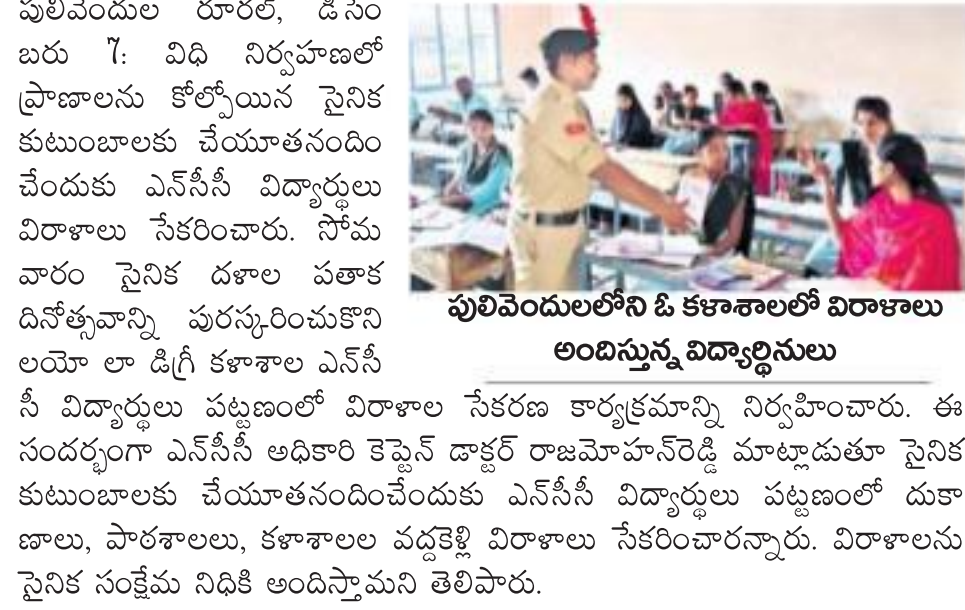 పులివెందుల రూరల్, డిసెం
బరు 7: విధి నిర్వహణలో
ప్రాణాలను కోల్పోయిన సైనిక
కుటుంబాలకు చేయూతనందిం
చేందుకు ఎన్‌సీసీ విద్యార్థులు
విరాళాలు సేకరించారు. సోమ
వారం సైనిక దళాల పతాక
దినోత్సవాన్ని పురస్కరించుకొని
లయో లా డిగ్రీ కళాశాల ఎన్‌సీ
సీ విద్యార్థులు పట్టణంలో విరాళాల సేకరణ కార్యక్రమాన్ని నిర్వహించారు. ఈ
సందర్భంగా ఎన్‌సీసీ అధికారి కెప్టెన్ డాక్టర్ రాజమోహన్‌రెడ్డి మాట్లాడుతూ సైనిక
కుటుంబాలకు చేయూతనందించేందుకు ఎన్‌సీసీ విద్యార్థులు పట్టణంలో దుకా
ణాలు, పాఠశాలలు, కళాశాలల వద్దకెళ్లి విరాళాలు సేకరించారన్నారు. విరాళాలను
సైనిక సంక్షేమ నిధికి అందిస్తామని తెలిపారు.
పులివెందులలోని ఓ కళాశాలలో విరాళాలు
అందిస్తున్న విద్యార్థినులు